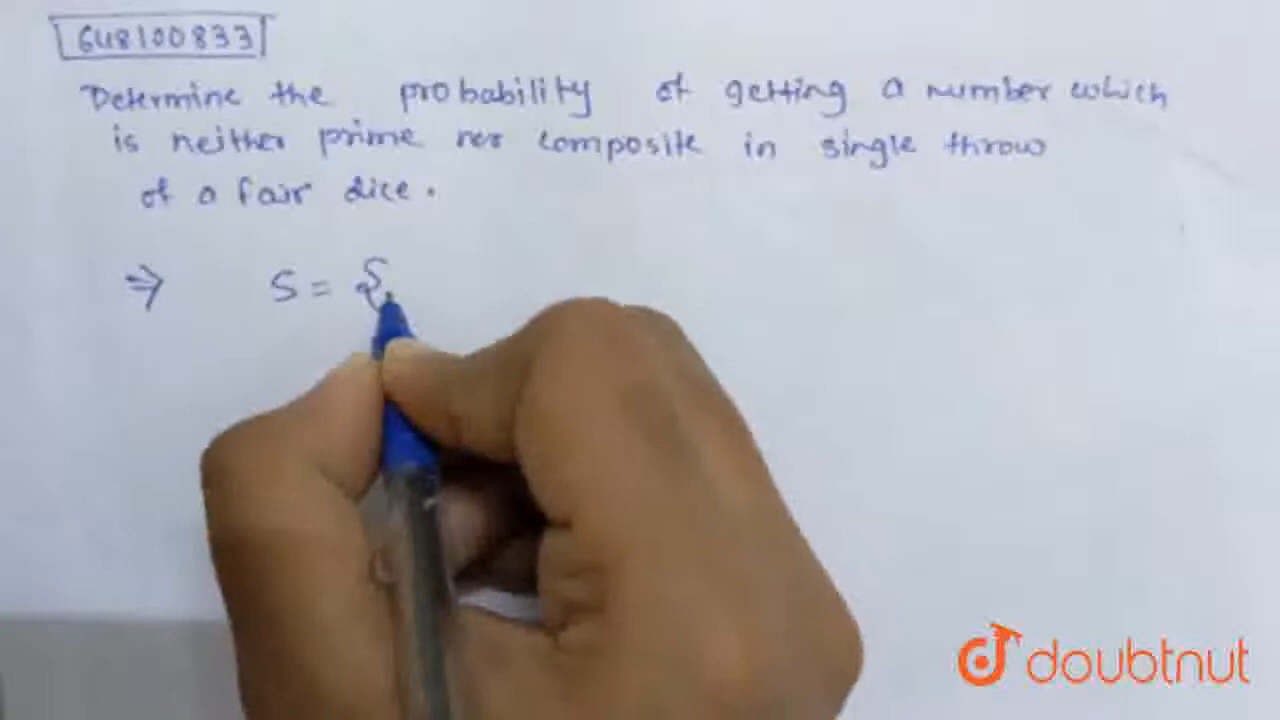 648100833
Determine the probability of getting a number which
is neither prime nor composite in single throw
of a fair dice.
⇒ S = {
doubtnut